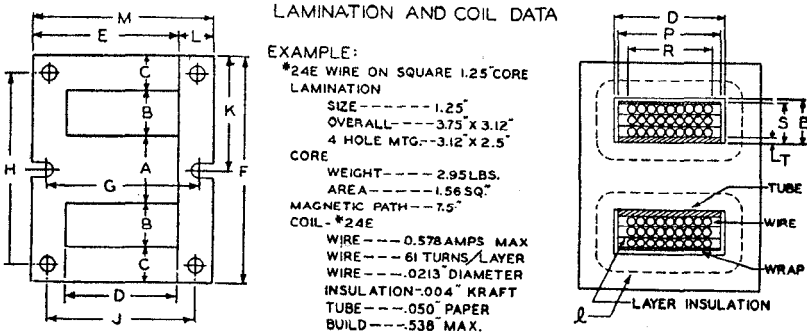 LAMINATION AND COIL DATA
EXAMPLE:
#24E WIRE ON SQUARE 1.25" CORE
LAMINATION
SIZE-------1.25"
OVERALL----3.75" X 3.12"
4 HOLE MTG.--3.12" X 2.5"
CORE
WEIGHT-----2.95 LBS.
AREA-----1.56 SQ."
MAGNETIC PATH---7.5"
COIL-#24E
WIRE---0.578 AMPS MAX
WIRE---61 TURNS/LAYER
WIRE---.0213" DIAMETER
INSULATION-.004" KRAFT
TUBE---.050" PAPER
BUILD---.538" MAX.
M
E
L
C
B
A
B
C
K
F
H
G
D
J
D
P
R
S
B
T
TUBE
WIRE
WRAP
LAYER INSULATION
ℓ